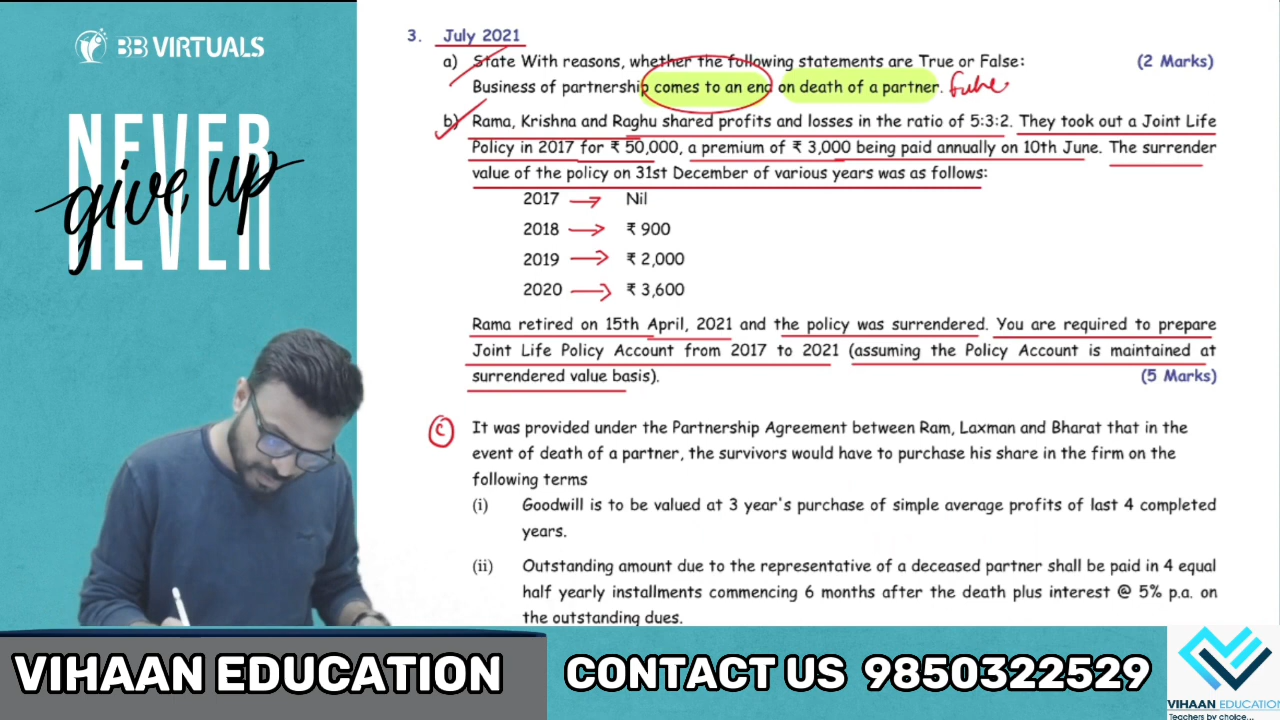 BB VIRTUALS
NEVER
give up
NEVER
3. July 2021
a) State With reasons, whether the following statements are True or False: (2 Marks)
Business of partnership comes to an end on death of a partner. False
b) Rama, Krishna and Raghu shared profits and losses in the ratio of 5:3:2. They took out a Joint Life
Policy in 2017 for ₹ 50,000, a premium of ₹ 3,000 being paid annually on 10th June. The surrender
value of the policy on 31st December of various years was as follows:
2017 → Nil
2018 → ₹ 900
2019 → ₹ 2,000
2020 → ₹ 3,600
Rama retired on 15th April, 2021 and the policy was surrendered. You are required to prepare
Joint Life Policy Account from 2017 to 2021 (assuming the Policy Account is maintained at
surrendered value basis). (5 Marks)
C It was provided under the Partnership Agreement between Ram, Laxman and Bharat that in the
event of death of a partner, the survivors would have to purchase his share in the firm on the
following terms
(i) Goodwill is to be valued at 3 year's purchase of simple average profits of last 4 completed
years.
(ii) Outstanding amount due to the representative of a deceased partner shall be paid in 4 equal
half yearly installments commencing 6 months after the death plus interest @ 5% p.a. on
the outstanding dues.
VIHAAN EDUCATION
CONTACT US 9850322529
VIHAAN EDUCATION
Teachers by choice...